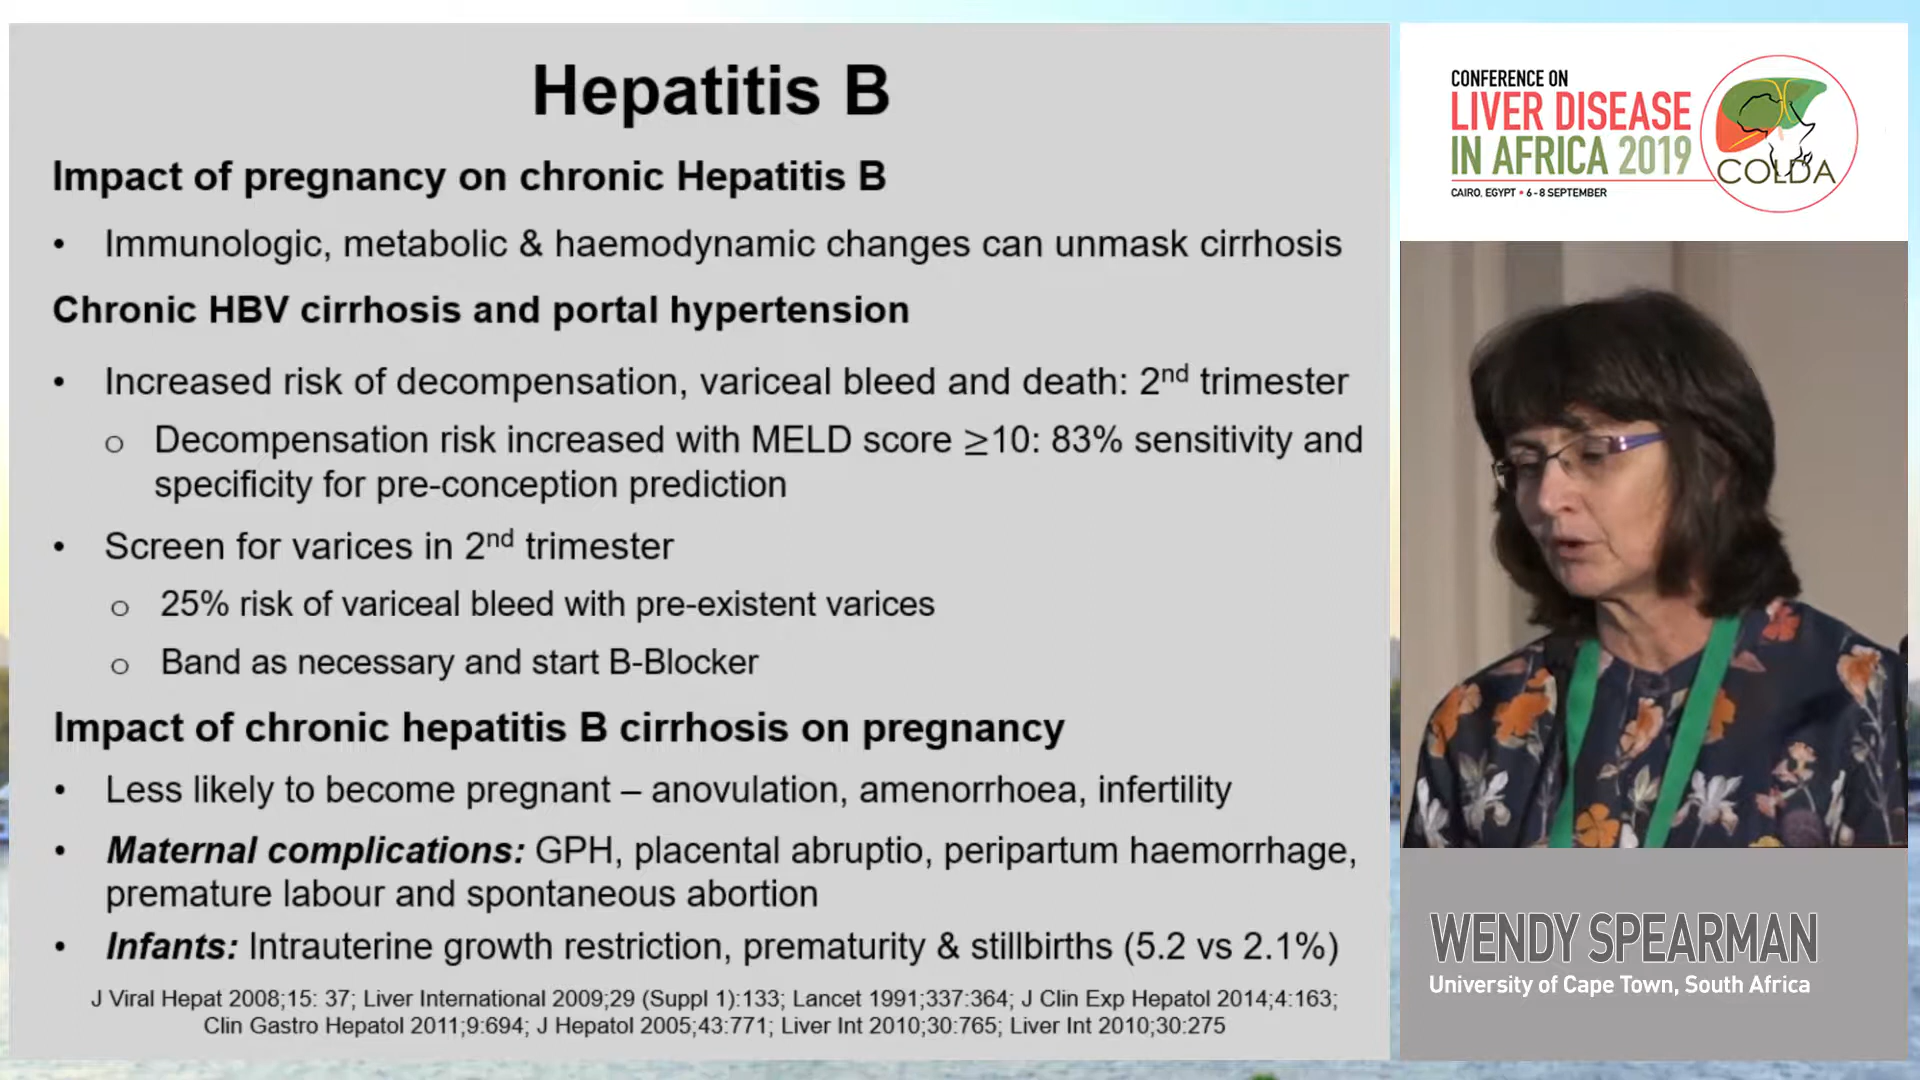 Hepatitis B
Impact of pregnancy on chronic Hepatitis B
• Immunologic, metabolic & haemodynamic changes can unmask cirrhosis
Chronic HBV cirrhosis and portal hypertension
• Increased risk of decompensation, variceal bleed and death: 2nd trimester
o Decompensation risk increased with MELD score ≥10: 83% sensitivity and
specificity for pre-conception prediction
• Screen for varices in 2nd trimester
o 25% risk of variceal bleed with pre-existent varices
o Band as necessary and start B-Blocker
Impact of chronic hepatitis B cirrhosis on pregnancy
• Less likely to become pregnant – anovulation, amenorrhoea, infertility
• Maternal complications: GPH, placental abruptio, peripartum haemorrhage,
premature labour and spontaneous abortion
• Infants: Intrauterine growth restriction, prematurity & stillbirths (5.2 vs 2.1%)
J Viral Hepat 2008;15: 37; Liver International 2009;29 (Suppl 1):133; Lancet 1991;337:364; J Clin Exp Hepatol 2014;4:163;
Clin Gastro Hepatol 2011;9:694; J Hepatol 2005;43:771; Liver Int 2010;30:765; Liver Int 2010;30:275
CONFERENCE ON
LIVER DISEASE
IN AFRICA 2019
CAIRO, EGYPT • 6 - 8 SEPTEMBER
COLDA
WENDY SPEARMAN
University of Cape Town, South Africa